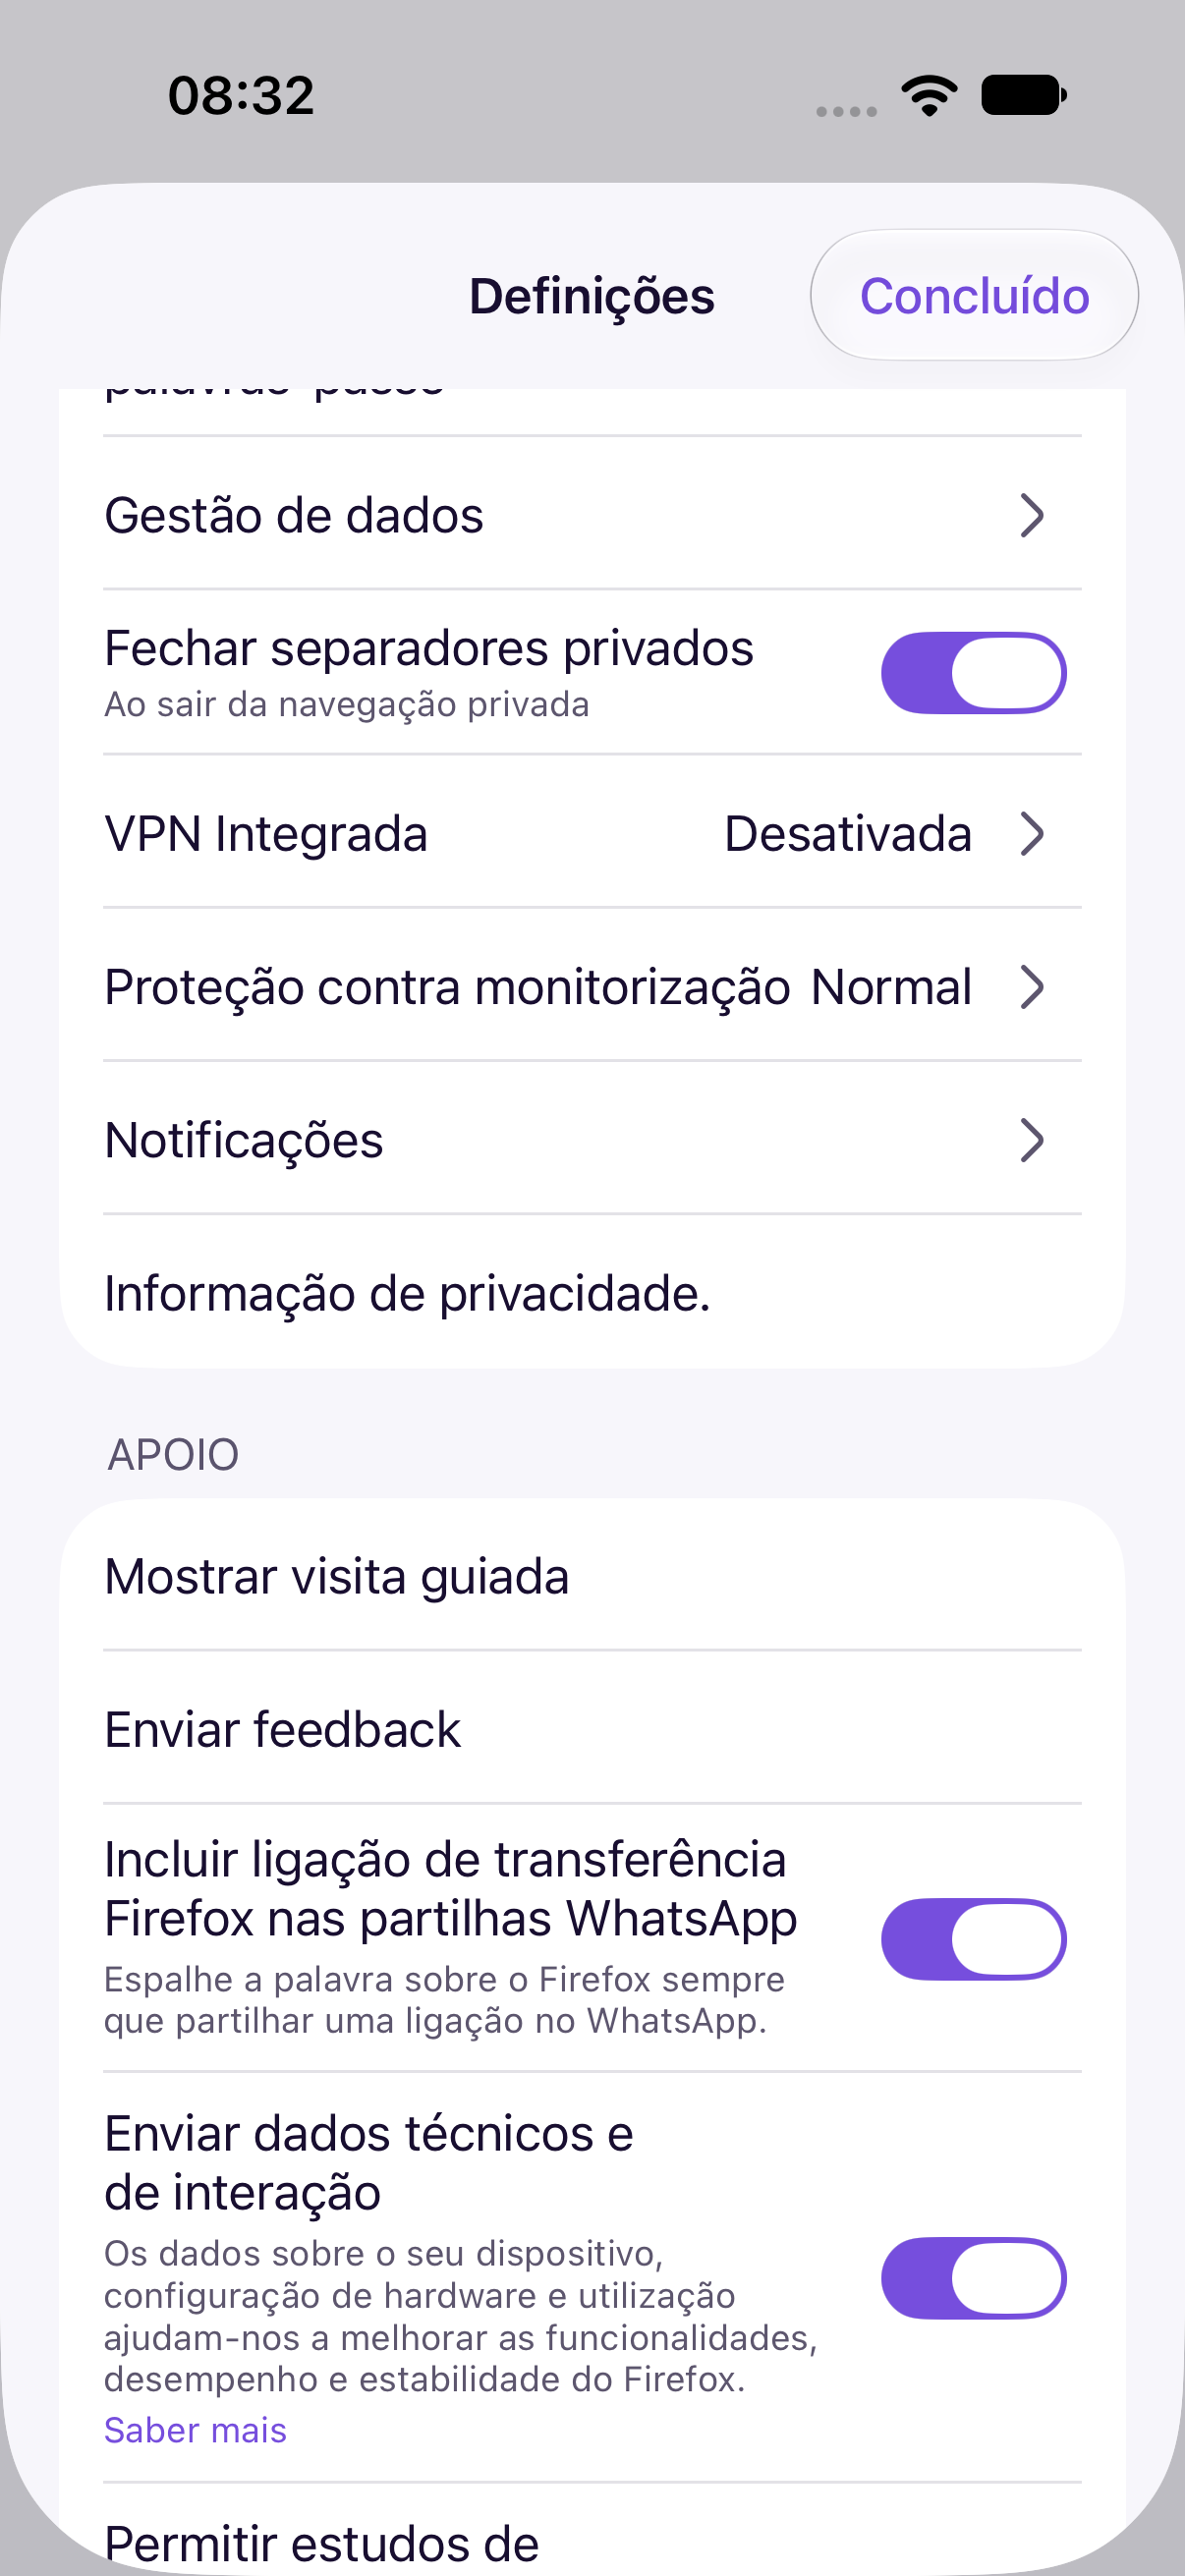 08:32
Definições
Concluído
Gestão de dados
Fechar separadores privados
Ao sair da navegação privada
VPN Integrada Desativada
Proteção contra monitorização Normal
Notificações
Informação de privacidade.
APOIO
Mostrar visita guiada
Enviar feedback
Incluir ligação de transferência
Firefox nas partilhas WhatsApp
Espalhe a palavra sobre o Firefox sempre
que partilhar uma ligação no WhatsApp.
Enviar dados técnicos e
de interação
Os dados sobre o seu dispositivo,
configuração de hardware e utilização
ajudam-nos a melhorar as funcionalidades,
desempenho e estabilidade do Firefox.
Saber mais
Permitir estudos de